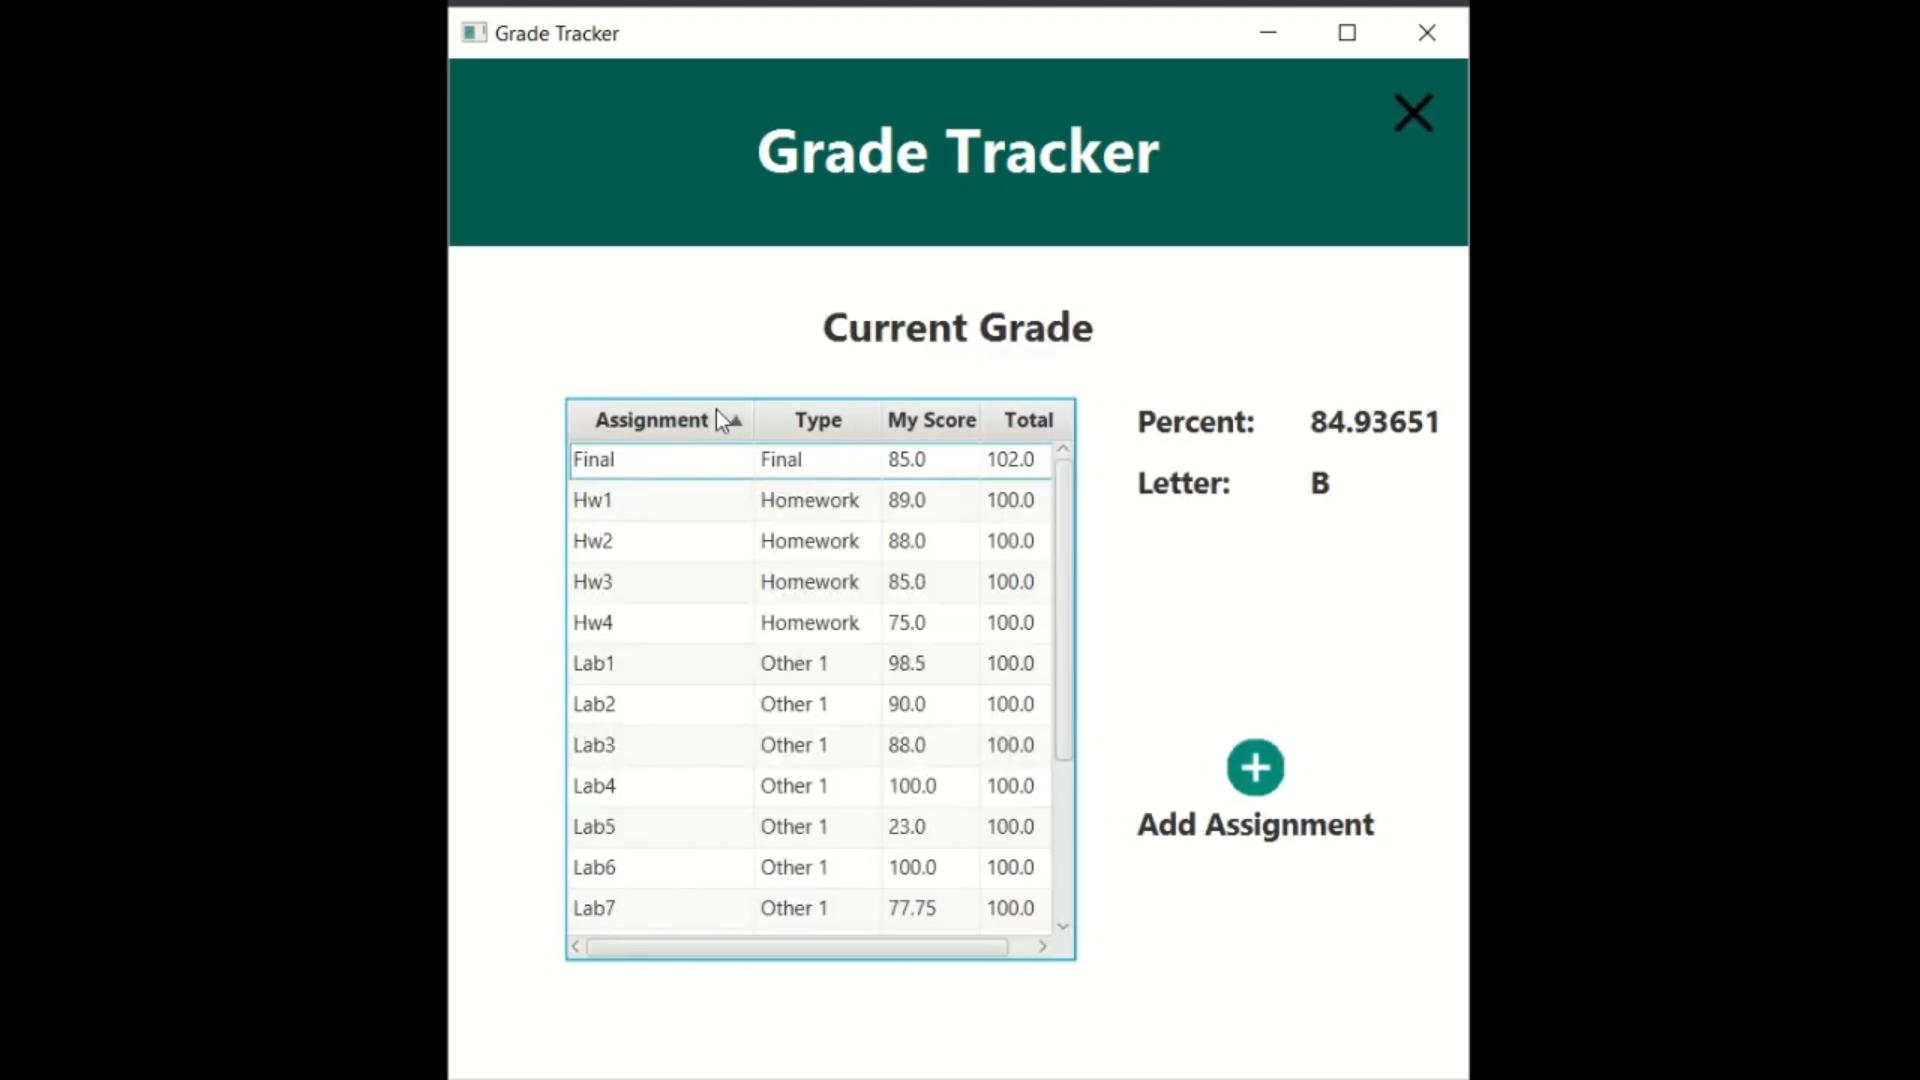 Grade Tracker
Grade Tracker
Current Grade
Assignment Type My Score Total
Final Final 85.0 102.0
Hw1 Homework 89.0 100.0
Hw2 Homework 88.0 100.0
Hw3 Homework 85.0 100.0
Hw4 Homework 75.0 100.0
Lab1 Other 1 98.5 100.0
Lab2 Other 1 90.0 100.0
Lab3 Other 1 88.0 100.0
Lab4 Other 1 100.0 100.0
Lab5 Other 1 23.0 100.0
Lab6 Other 1 100.0 100.0
Lab7 Other 1 77.75 100.0
Percent: 84.93651
Letter: B
Add Assignment